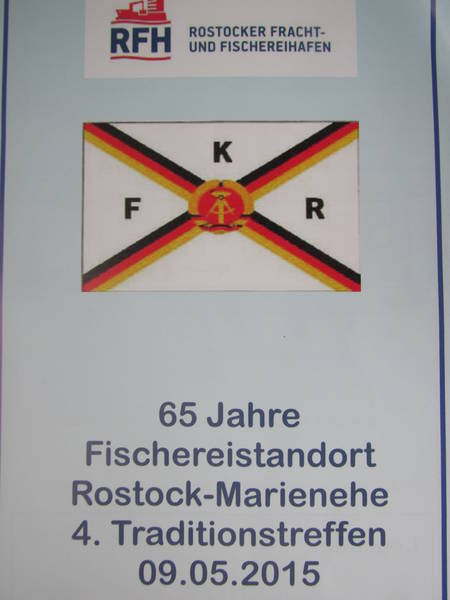 RFH
ROSTOCKER FRACHT-
UND FISCHEREIHAFEN
K
F R
65 Jahre
Fischereistandort
Rostock-Marienehe
4. Traditionstreffen
09.05.2015